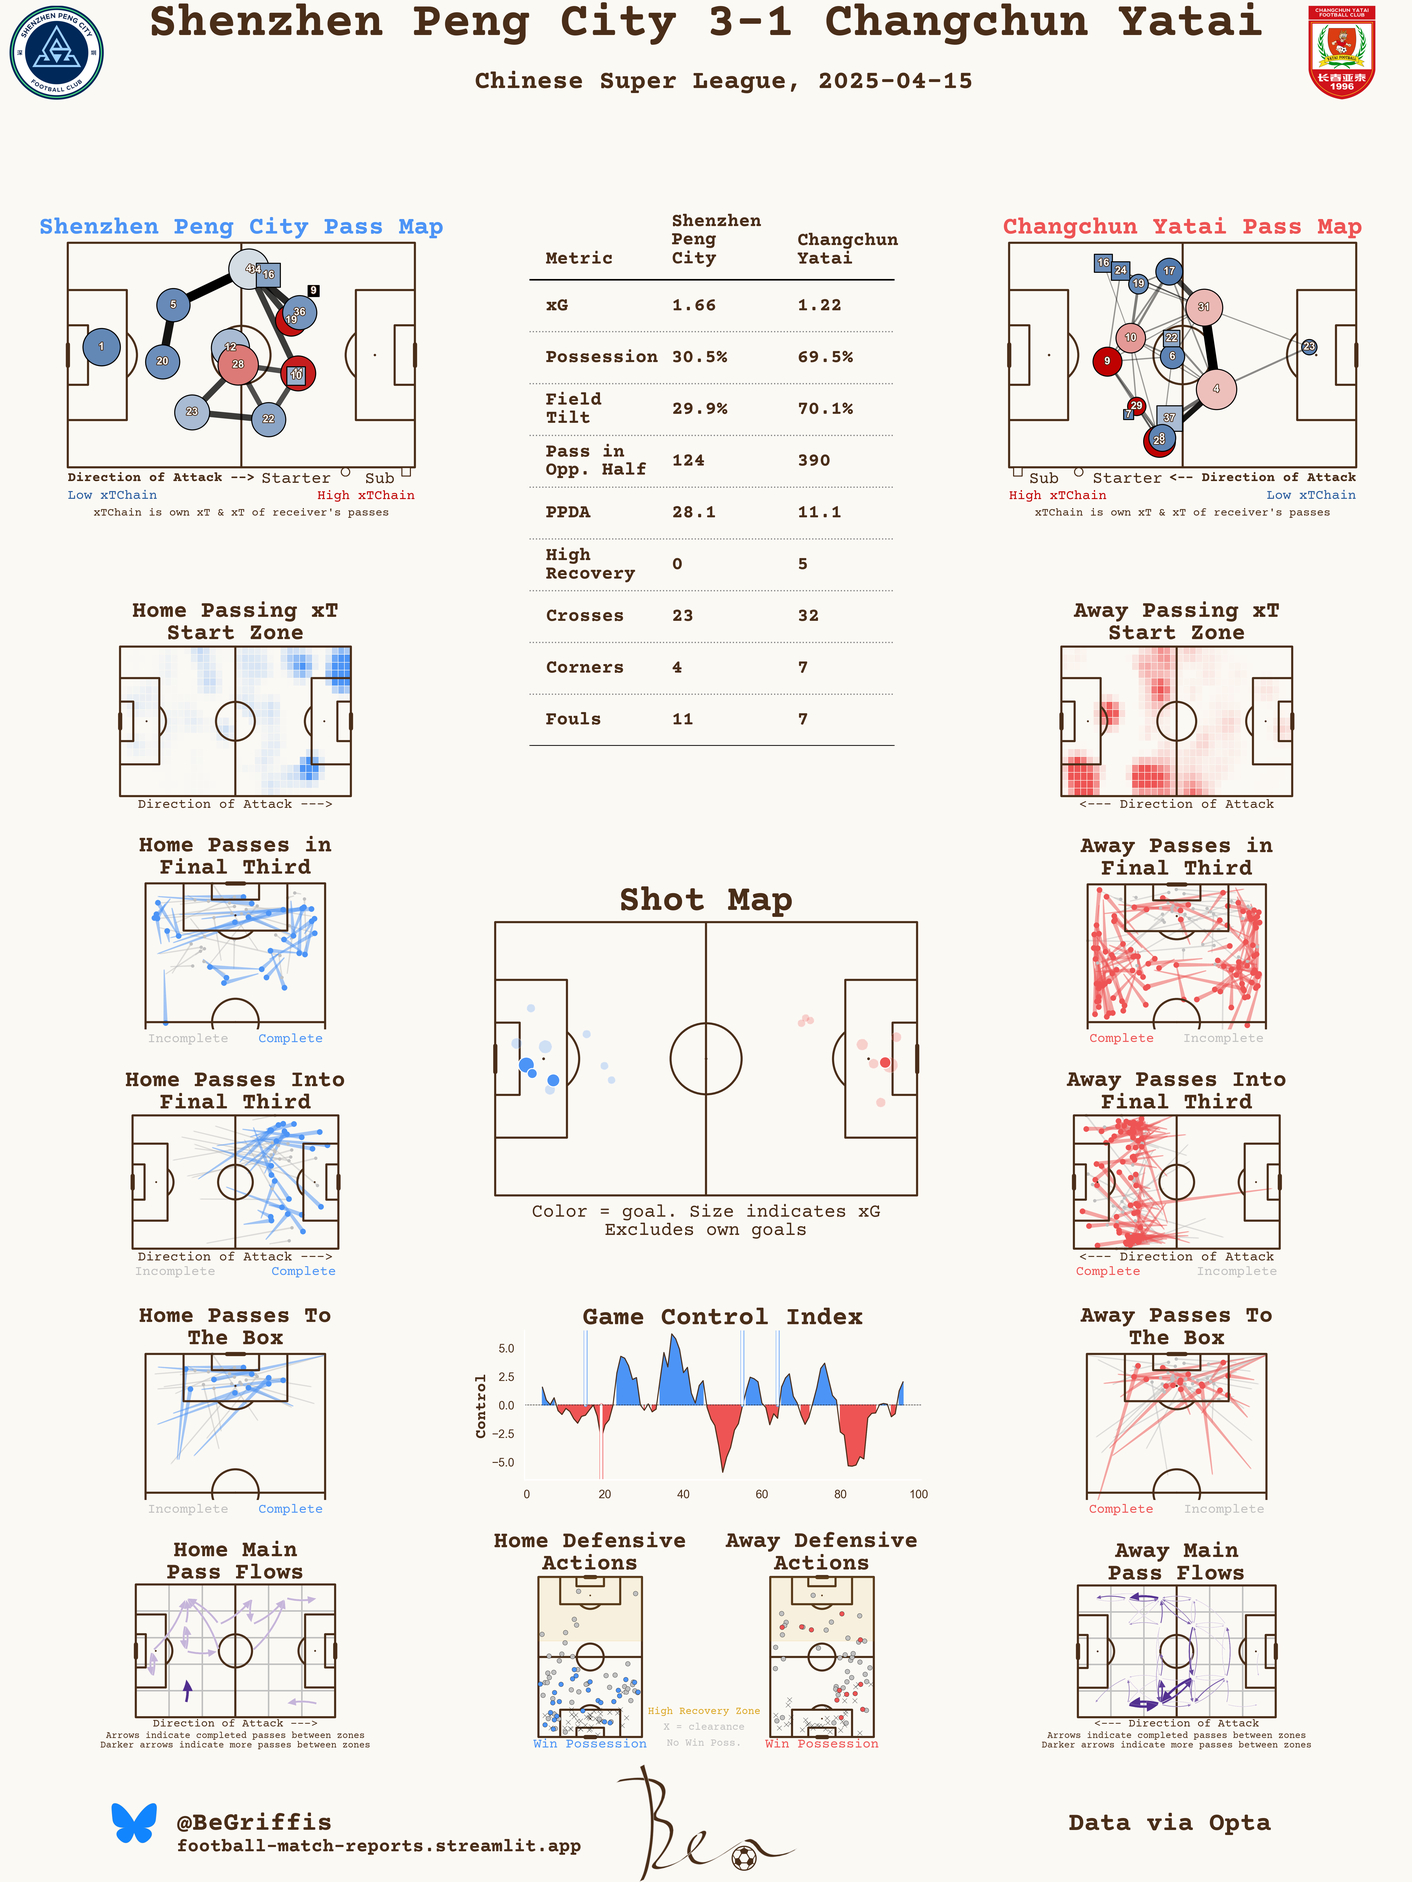 Shenzhen Peng City 3-1 Changchun Yatai
Chinese Super League, 2025-04-15
SHENZHEN PENG CITY
FOOTBALL CLUB
CHANGCHUN YATAI
FOOTBALL CLUB
YATAI FOOTBALL
长春亚泰
1996
Shenzhen Peng City Pass Map
1
5
20
12
28
23
22
16
9
36
19
10
Direction of Attack --> Starter Sub
Low xTChain High xTChain
xTChain is own xT & xT of receiver's passes
Metric Shenzhen Peng City Changchun Yatai
xG 1.66 1.22
Possession 30.5% 69.5%
Field Tilt 29.9% 70.1%
Pass in Opp. Half 124 390
PPDA 28.1 11.1
High Recovery 0 5
Crosses 23 32
Corners 4 7
Fouls 11 7
Changchun Yatai Pass Map
16
24
19
17
31
10
22
6
9
23
4
29
7
37
8
Sub Starter <-- Direction of Attack
High xTChain Low xTChain
xTChain is own xT & xT of receiver's passes
Home Passing xT
Start Zone
Direction of Attack --->
Away Passing xT
Start Zone
<--- Direction of Attack
Home Passes in
Final Third
Incomplete Complete
Away Passes in
Final Third
Complete Incomplete
Shot Map
Color = goal. Size indicates xG
Excludes own goals
Home Passes Into
Final Third
Direction of Attack --->
Incomplete Complete
Away Passes Into
Final Third
<--- Direction of Attack
Complete Incomplete
Home Passes To
The Box
Incomplete Complete
Game Control Index
Control
5.0
2.5
0.0
−2.5
−5.0
0 20 40 60 80 100
Away Passes To
The Box
Complete Incomplete
Home Main
Pass Flows
Direction of Attack --->
Arrows indicate completed passes between zones
Darker arrows indicate more passes between zones
Home Defensive
Actions
Win Possession
High Recovery Zone
X = clearance
No Win Poss.
Away Defensive
Actions
Win Possession
Away Main
Pass Flows
<--- Direction of Attack
Arrows indicate completed passes between zones
Darker arrows indicate more passes between zones
@BeGriffis
football-match-reports.streamlit.app
Ben
Data via Opta